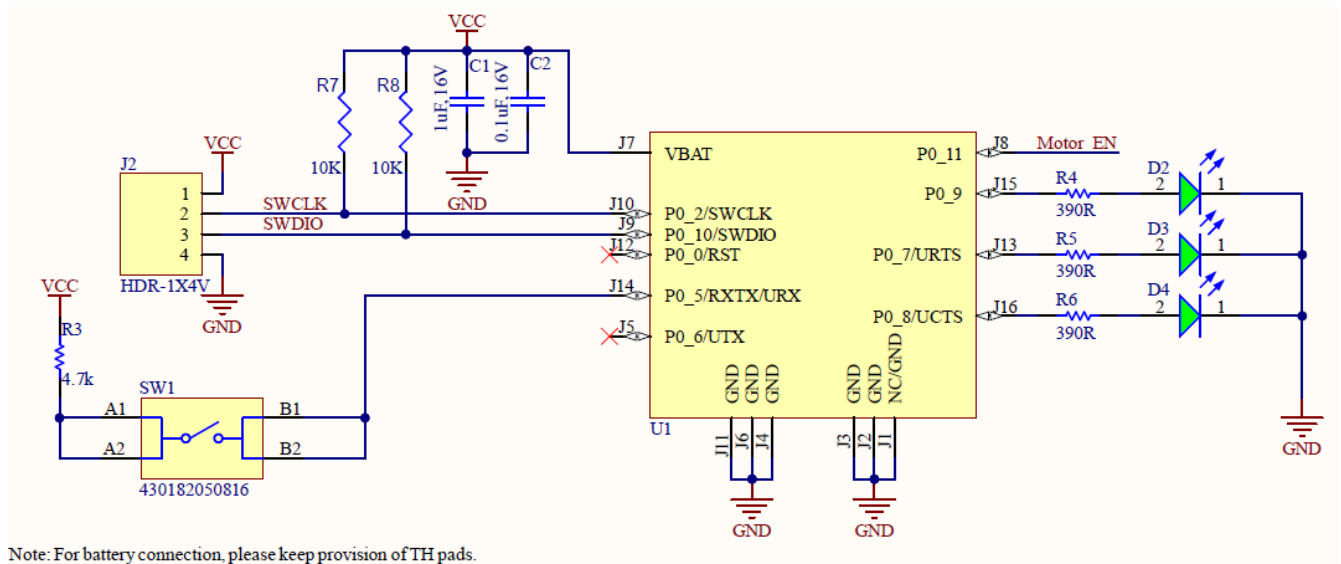 VCC
C1
C2
R7
R8
1uF,16V
0.1uF,16V
10K
10K
GND
VCC
J2
1
2
3
4
HDR-1X4V
GND
SWCLK
SWDIO
J7
VBAT
J10
P0_2/SWCLK
J9
P0_10/SWDIO
J12
P0_0/RST
J14
P0_5/RXTX/URX
J5
P0_6/UTX
P0_11
J8
Motor EN
P0_9
J15
R4
390R
D2
2
1
P0_7/URTS
J13
R5
390R
D3
2
1
P0_8/UCTS
J16
R6
390R
D4
2
1
GND
GND
GND
GND
GND
GND
NC/GND
U1
J11
J6
J4
J3
J2
J1
GND
GND
VCC
R3
4.7k
SW1
A1
A2
B1
B2
430182050816
Note: For battery connection, please keep provision of TH pads.